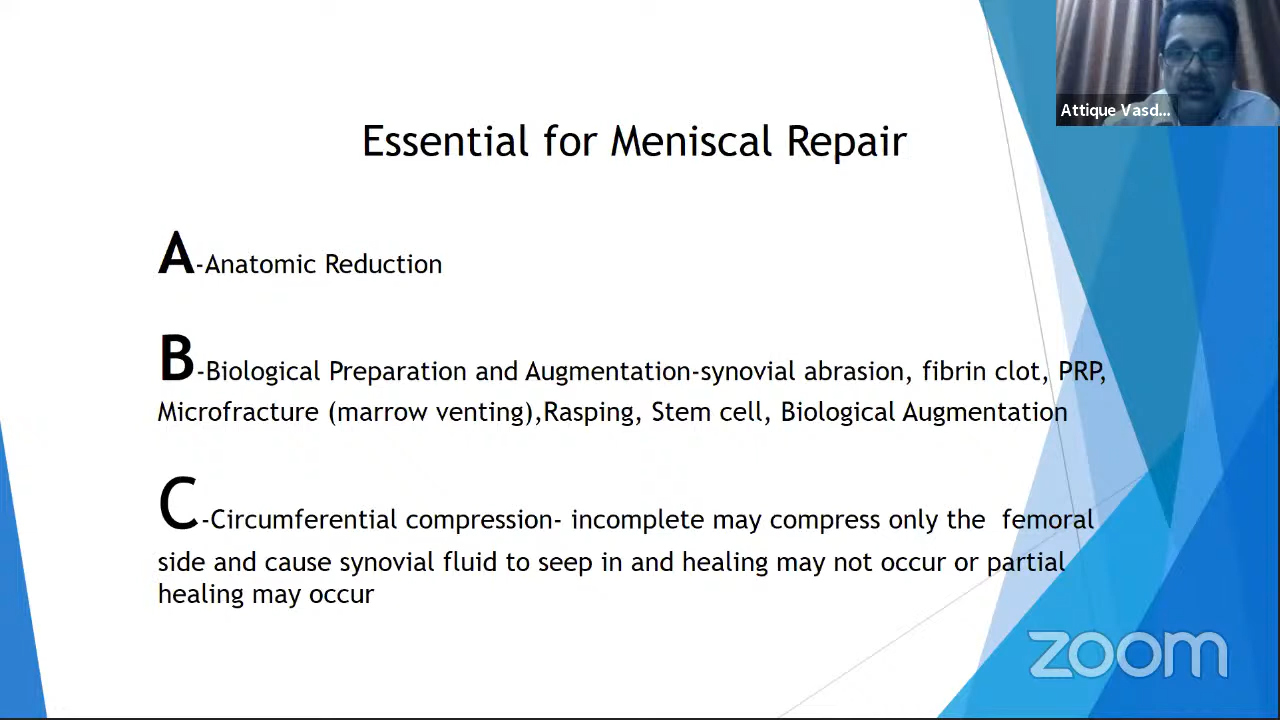 Attique Vasd...
Essential for Meniscal Repair
A-Anatomic Reduction
B-Biological Preparation and Augmentation-synovial abrasion, fibrin clot, PRP,
Microfracture (marrow venting),Rasping, Stem cell, Biological Augmentation
C-Circumferential compression- incomplete may compress only the femoral
side and cause synovial fluid to seep in and healing may not occur or partial
healing may occur
zoom